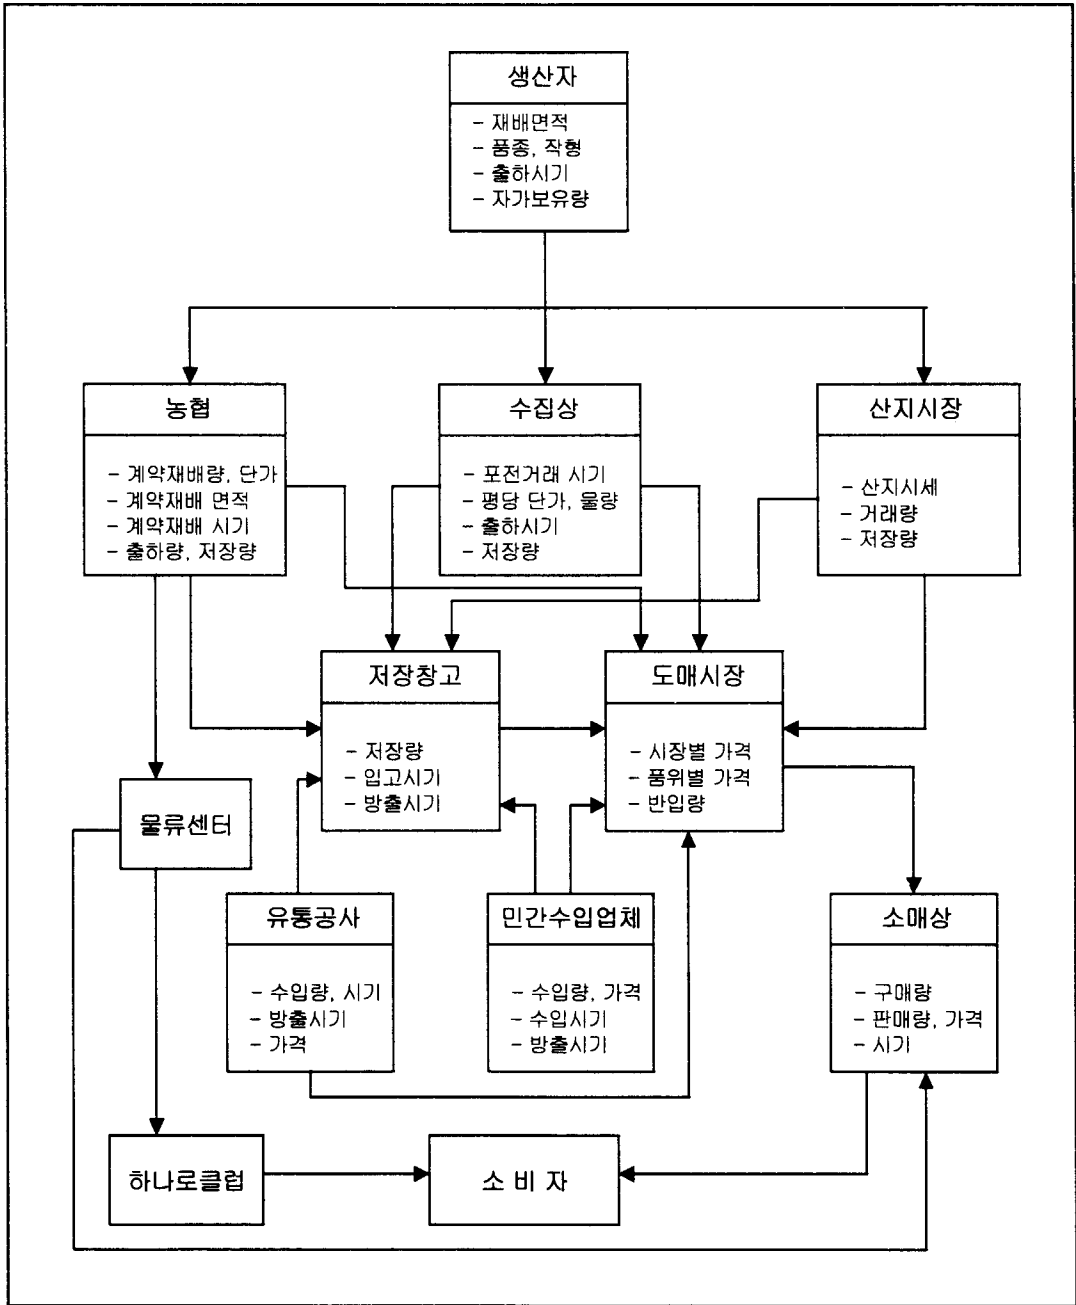 생산자
- 재배면적
- 품종, 작형
- 출하시기
- 자가보유량
농협
- 계약재배량, 단가
- 계약재배 면적
- 계약재배 시기
- 출하량, 저장량
수집상
- 포전거래 시기
- 평당 단가, 물량
- 출하시기
- 저장량
산지시장
- 산지시세
- 거래량
- 저장량
저장창고
- 저장량
- 입고시기
- 방출시기
도매시장
- 시장별 가격
- 품위별 가격
- 반입량
물류센터
유통공사
- 수입량, 시기
- 방출시기
- 가격
민간수입업체
- 수입량, 가격
- 수입시기
- 방출시기
소매상
- 구매량
- 판매량, 가격
- 시기
하나로클럽
소 비 자